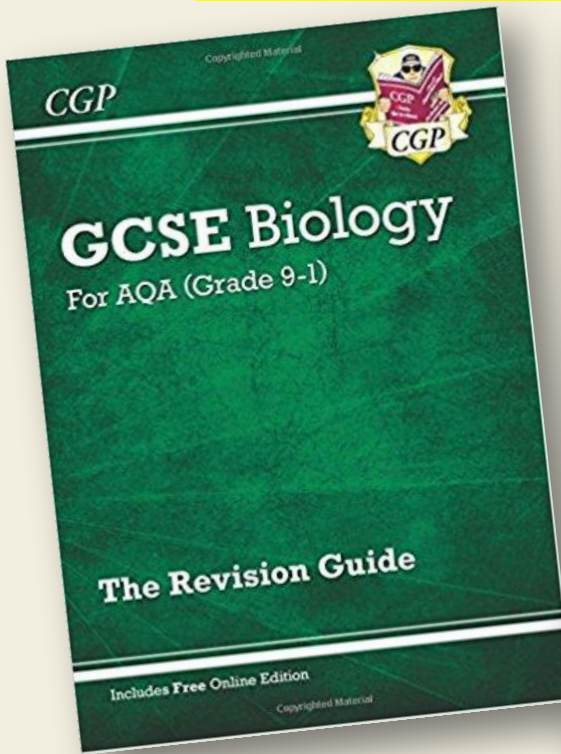 Copyrighted Material
CGP
CGP
CGP
GCSE Biology
For AQA (Grade 9-1)
The Revision Guide
Includes Free Online Edition
Copyrighted Material